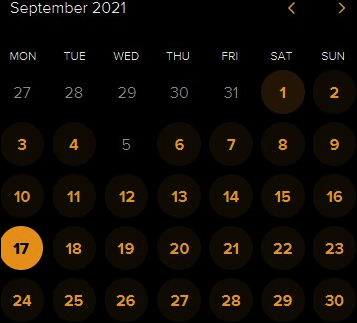 September 2021 < >
MON TUE WED THU FRI SAT SUN
27 28 29 30 31 1 2
3 4 5 6 7 8 9
10 11 12 13 14 15 16
17 18 19 20 21 22 23
24 25 26 27 28 29 30